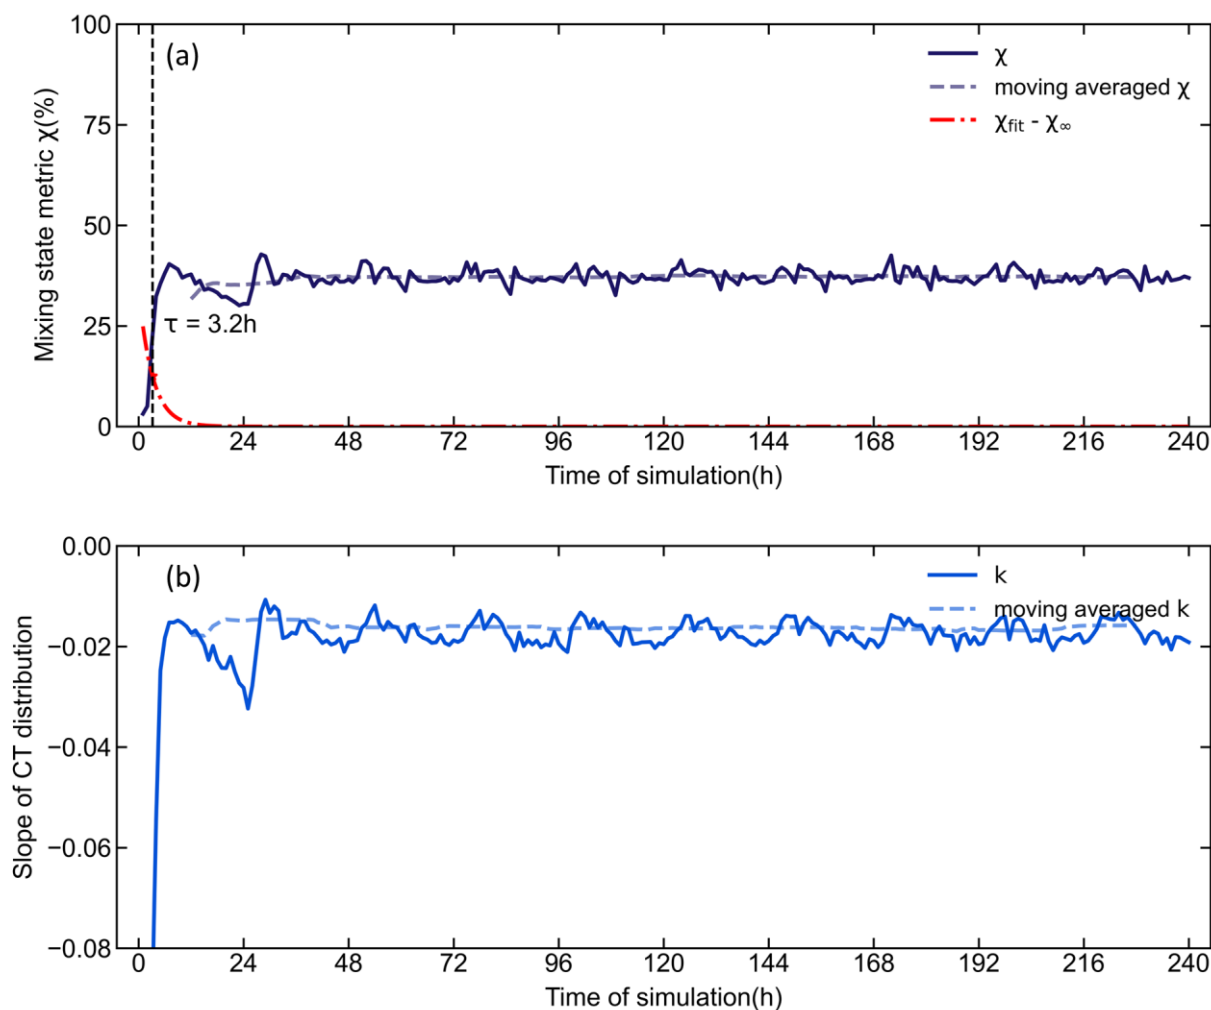 100
75
50
25
0
Mixing state metric χ(%)
(a)
χ
moving averaged χ
χfit - χ∞
τ = 3.2h
0 24 48 72 96 120 144 168 192 216 240
Time of simulation(h)
0.00
−0.02
−0.04
−0.06
−0.08
Slope of CT distribution
(b)
k
moving averaged k
0 24 48 72 96 120 144 168 192 216 240
Time of simulation(h)